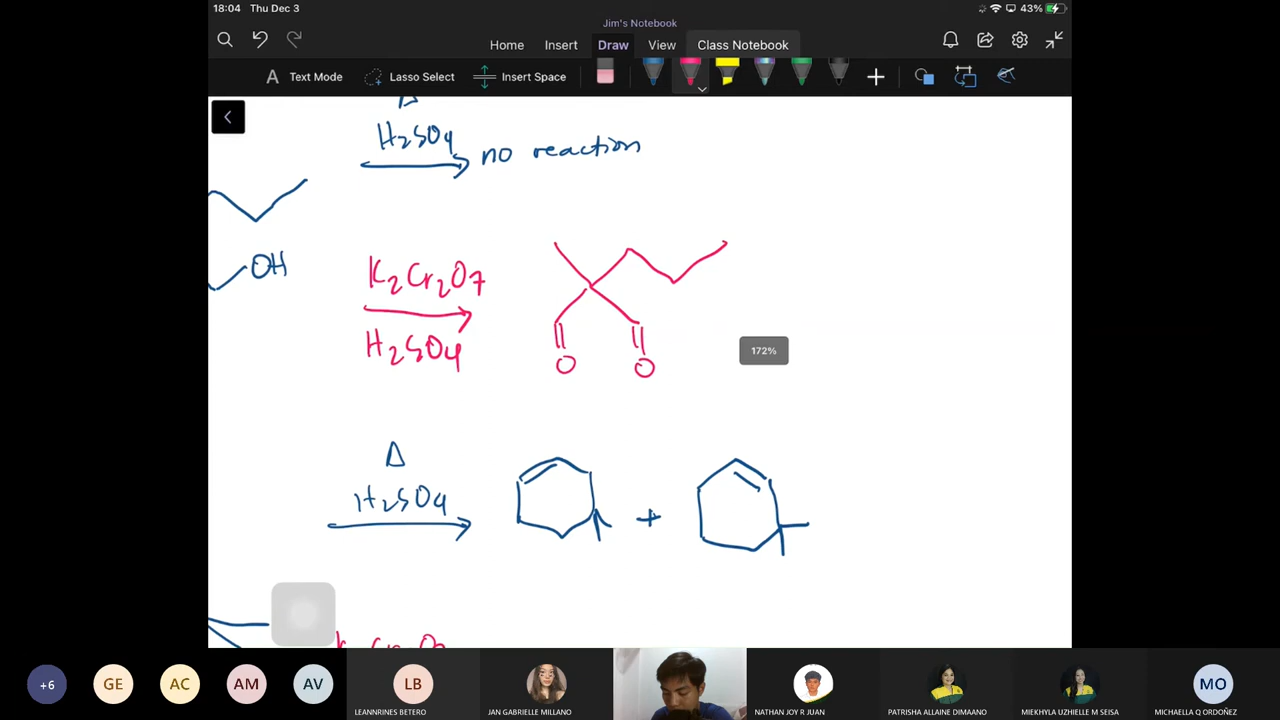 18:04 Thu Dec 3
43%
Jim's Notebook
Home Insert Draw View Class Notebook
Text Mode Lasso Select Insert Space
Δ
H2SO4
no reaction
OH
K2Cr2O7
H2SO4
O O
172%
Δ
H2SO4
+
+6 GE AC AM AV LB MO
LEANNRINES BETERO JAN GABRIELLE MILLANO NATHAN JOY R JUAN PATRISHA ALLAINE DIMAANO MIEKHYLA UZHIELLE M SEISA MICHAELLA Q ORDOÑEZ